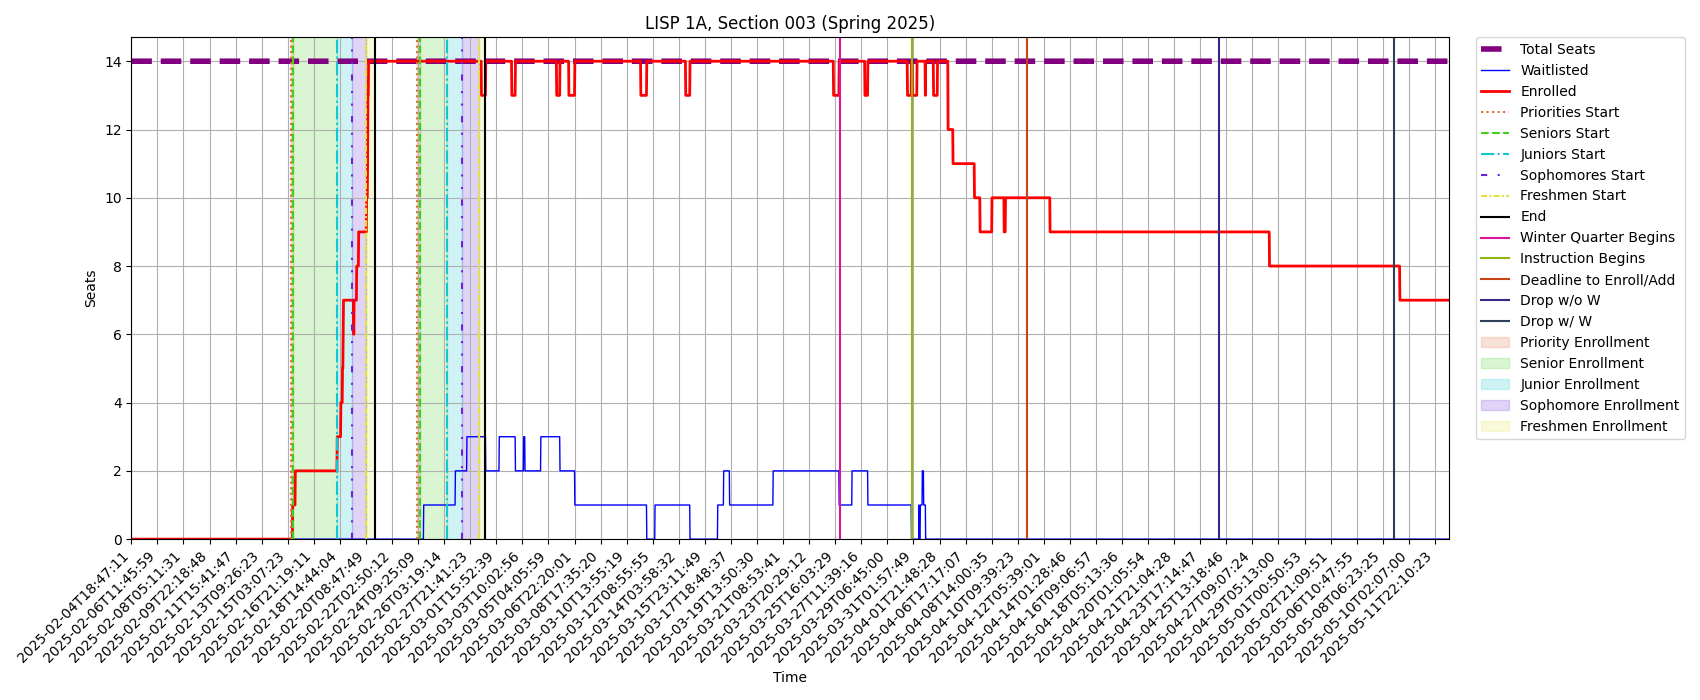 LISP 1A, Section 003 (Spring 2025)
Seats
14
12
10
8
6
4
2
0
2025-02-04T18:47:11
2025-02-06T11:45:59
2025-02-08T05:11:31
2025-02-09T22:18:48
2025-02-11T15:41:47
2025-02-13T09:26:23
2025-02-15T03:07:23
2025-02-16T21:19:11
2025-02-18T14:44:04
2025-02-20T08:47:49
2025-02-22T02:50:12
2025-02-24T09:25:09
2025-02-26T03:19:14
2025-02-27T21:41:23
2025-03-01T15:52:39
2025-03-03T10:02:56
2025-03-05T04:05:59
2025-03-06T22:20:01
2025-03-08T17:35:20
2025-03-10T13:55:19
2025-03-12T08:55:55
2025-03-14T03:58:32
2025-03-15T23:11:49
2025-03-17T18:48:37
2025-03-19T13:50:30
2025-03-21T08:53:41
2025-03-23T20:29:12
2025-03-25T16:03:29
2025-03-27T11:39:16
2025-03-29T06:45:00
2025-03-31T01:57:49
2025-04-01T21:48:28
2025-04-06T17:17:07
2025-04-08T14:00:35
2025-04-10T09:39:23
2025-04-12T05:39:01
2025-04-14T01:28:46
2025-04-16T09:06:57
2025-04-18T05:13:36
2025-04-20T01:05:54
2025-04-21T21:04:28
2025-04-23T17:14:47
2025-04-25T13:18:46
2025-04-27T09:07:24
2025-04-29T05:13:00
2025-05-01T00:50:53
2025-05-02T21:09:51
2025-05-06T10:47:55
2025-05-08T06:23:25
2025-05-10T02:07:00
2025-05-11T22:10:23
Time
Total Seats
Waitlisted
Enrolled
Priorities Start
Seniors Start
Juniors Start
Sophomores Start
Freshmen Start
End
Winter Quarter Begins
Instruction Begins
Deadline to Enroll/Add
Drop w/o W
Drop w/ W
Priority Enrollment
Senior Enrollment
Junior Enrollment
Sophomore Enrollment
Freshmen Enrollment